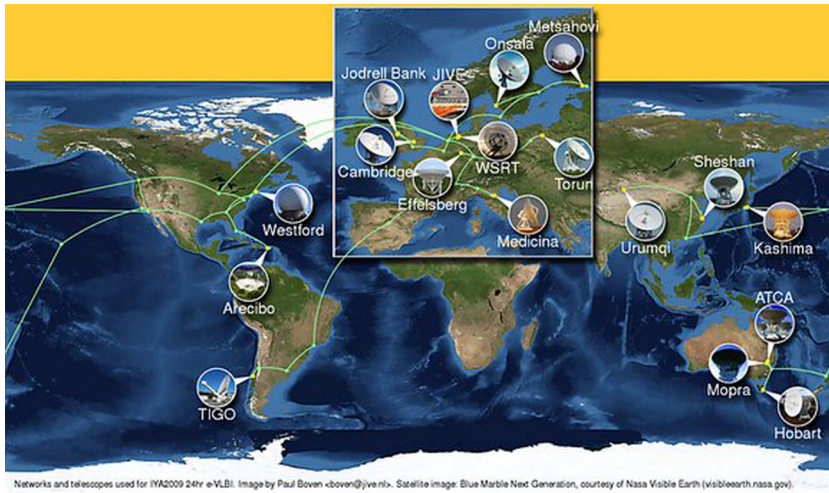 Metsahovi
Onsala
Jodrell Bank
JIVE
Cambridge
WSRT
Torun
Effelsberg
Medicina
Westford
Sheshan
Urumqi
Kashima
Arecibo
ATCA
TIGO
Mopra
Hobart
Networks and telescopes used for IYA2009 24hr e-VLBI. Image by Paul Boven <boven@jive.nl>. Satellite image: Blue Marble Next Generation, courtesy of Nasa Visible Earth (visibleearth.nasa.gov).